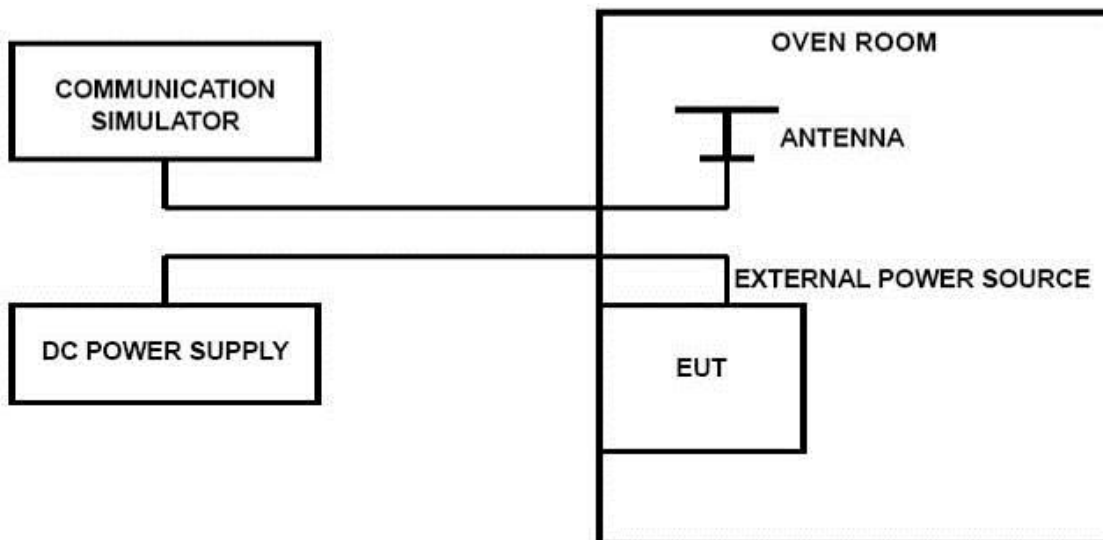 OVEN ROOM
COMMUNICATION
SIMULATOR
ANTENNA
EXTERNAL POWER SOURCE
DC POWER SUPPLY
EUT